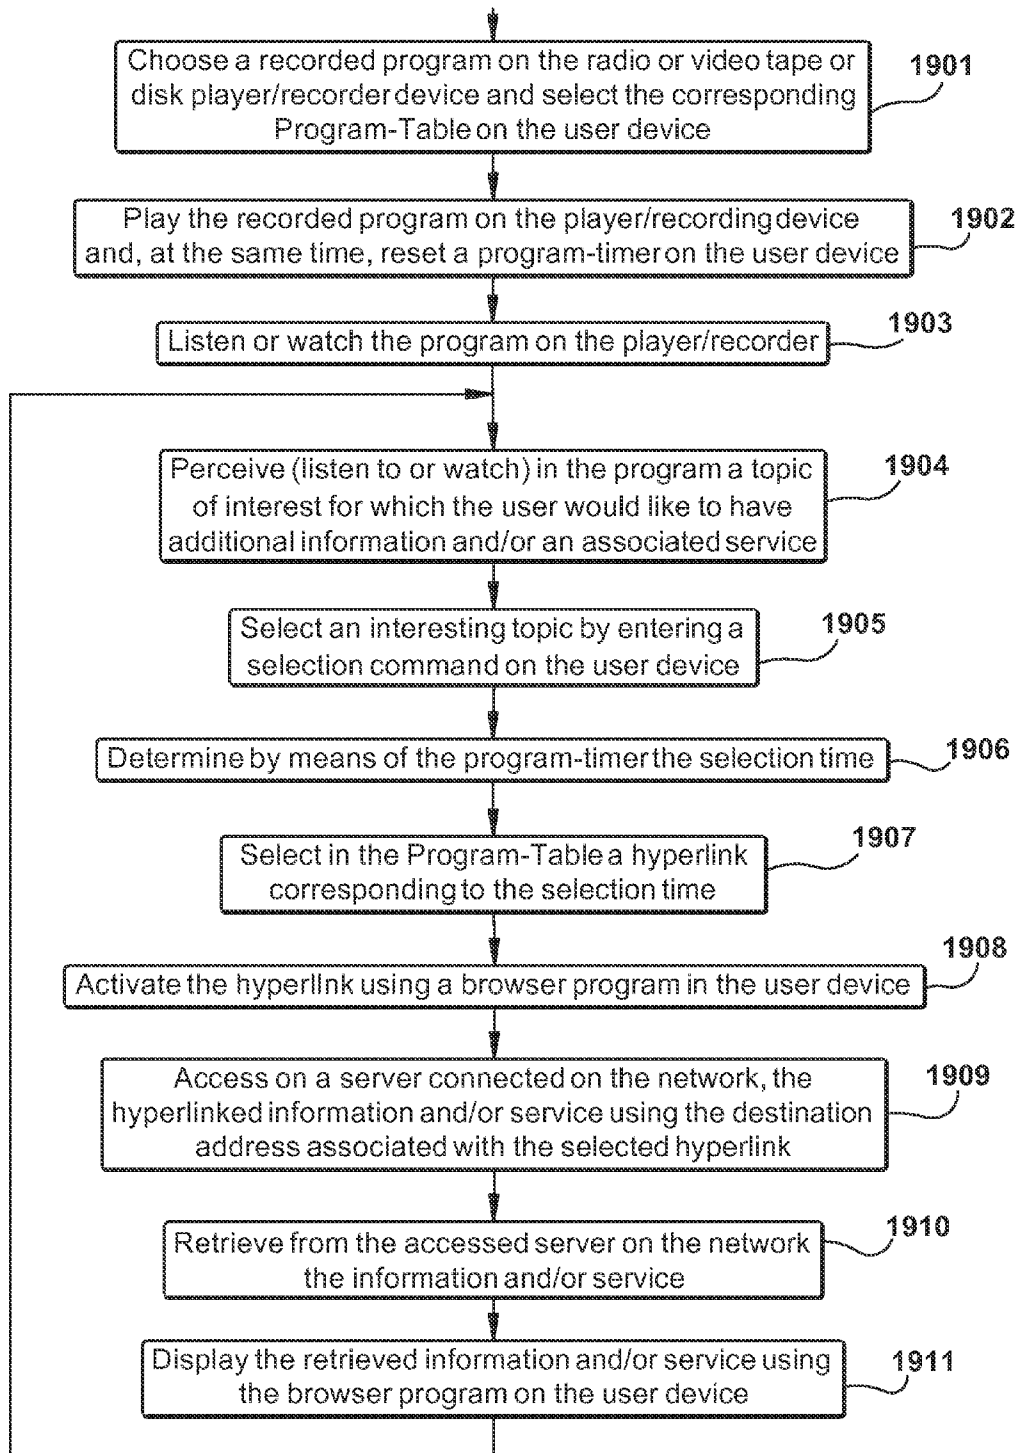 Choose a recorded program on the radio or video tape or
disk player/recorder device and select the corresponding
Program-Table on the user device
1901
Play the recorded program on the player/recording device
and, at the same time, reset a program-timer on the user device
1902
Listen or watch the program on the player/recorder
1903
Perceive (listen to or watch) in the program a topic
of interest for which the user would like to have
additional information and/or an associated service
1904
Select an interesting topic by entering a
selection command on the user device
1905
Determine by means of the program-timer the selection time
1906
Select in the Program-Table a hyperlink
corresponding to the selection time
1907
Activate the hyperlink using a browser program in the user device
1908
Access on a server connected on the network, the
hyperlinked information and/or service using the destination
address associated with the selected hyperlink
1909
Retrieve from the accessed server on the network
the information and/or service
1910
Display the retrieved information and/or service using
the browser program on the user device
1911